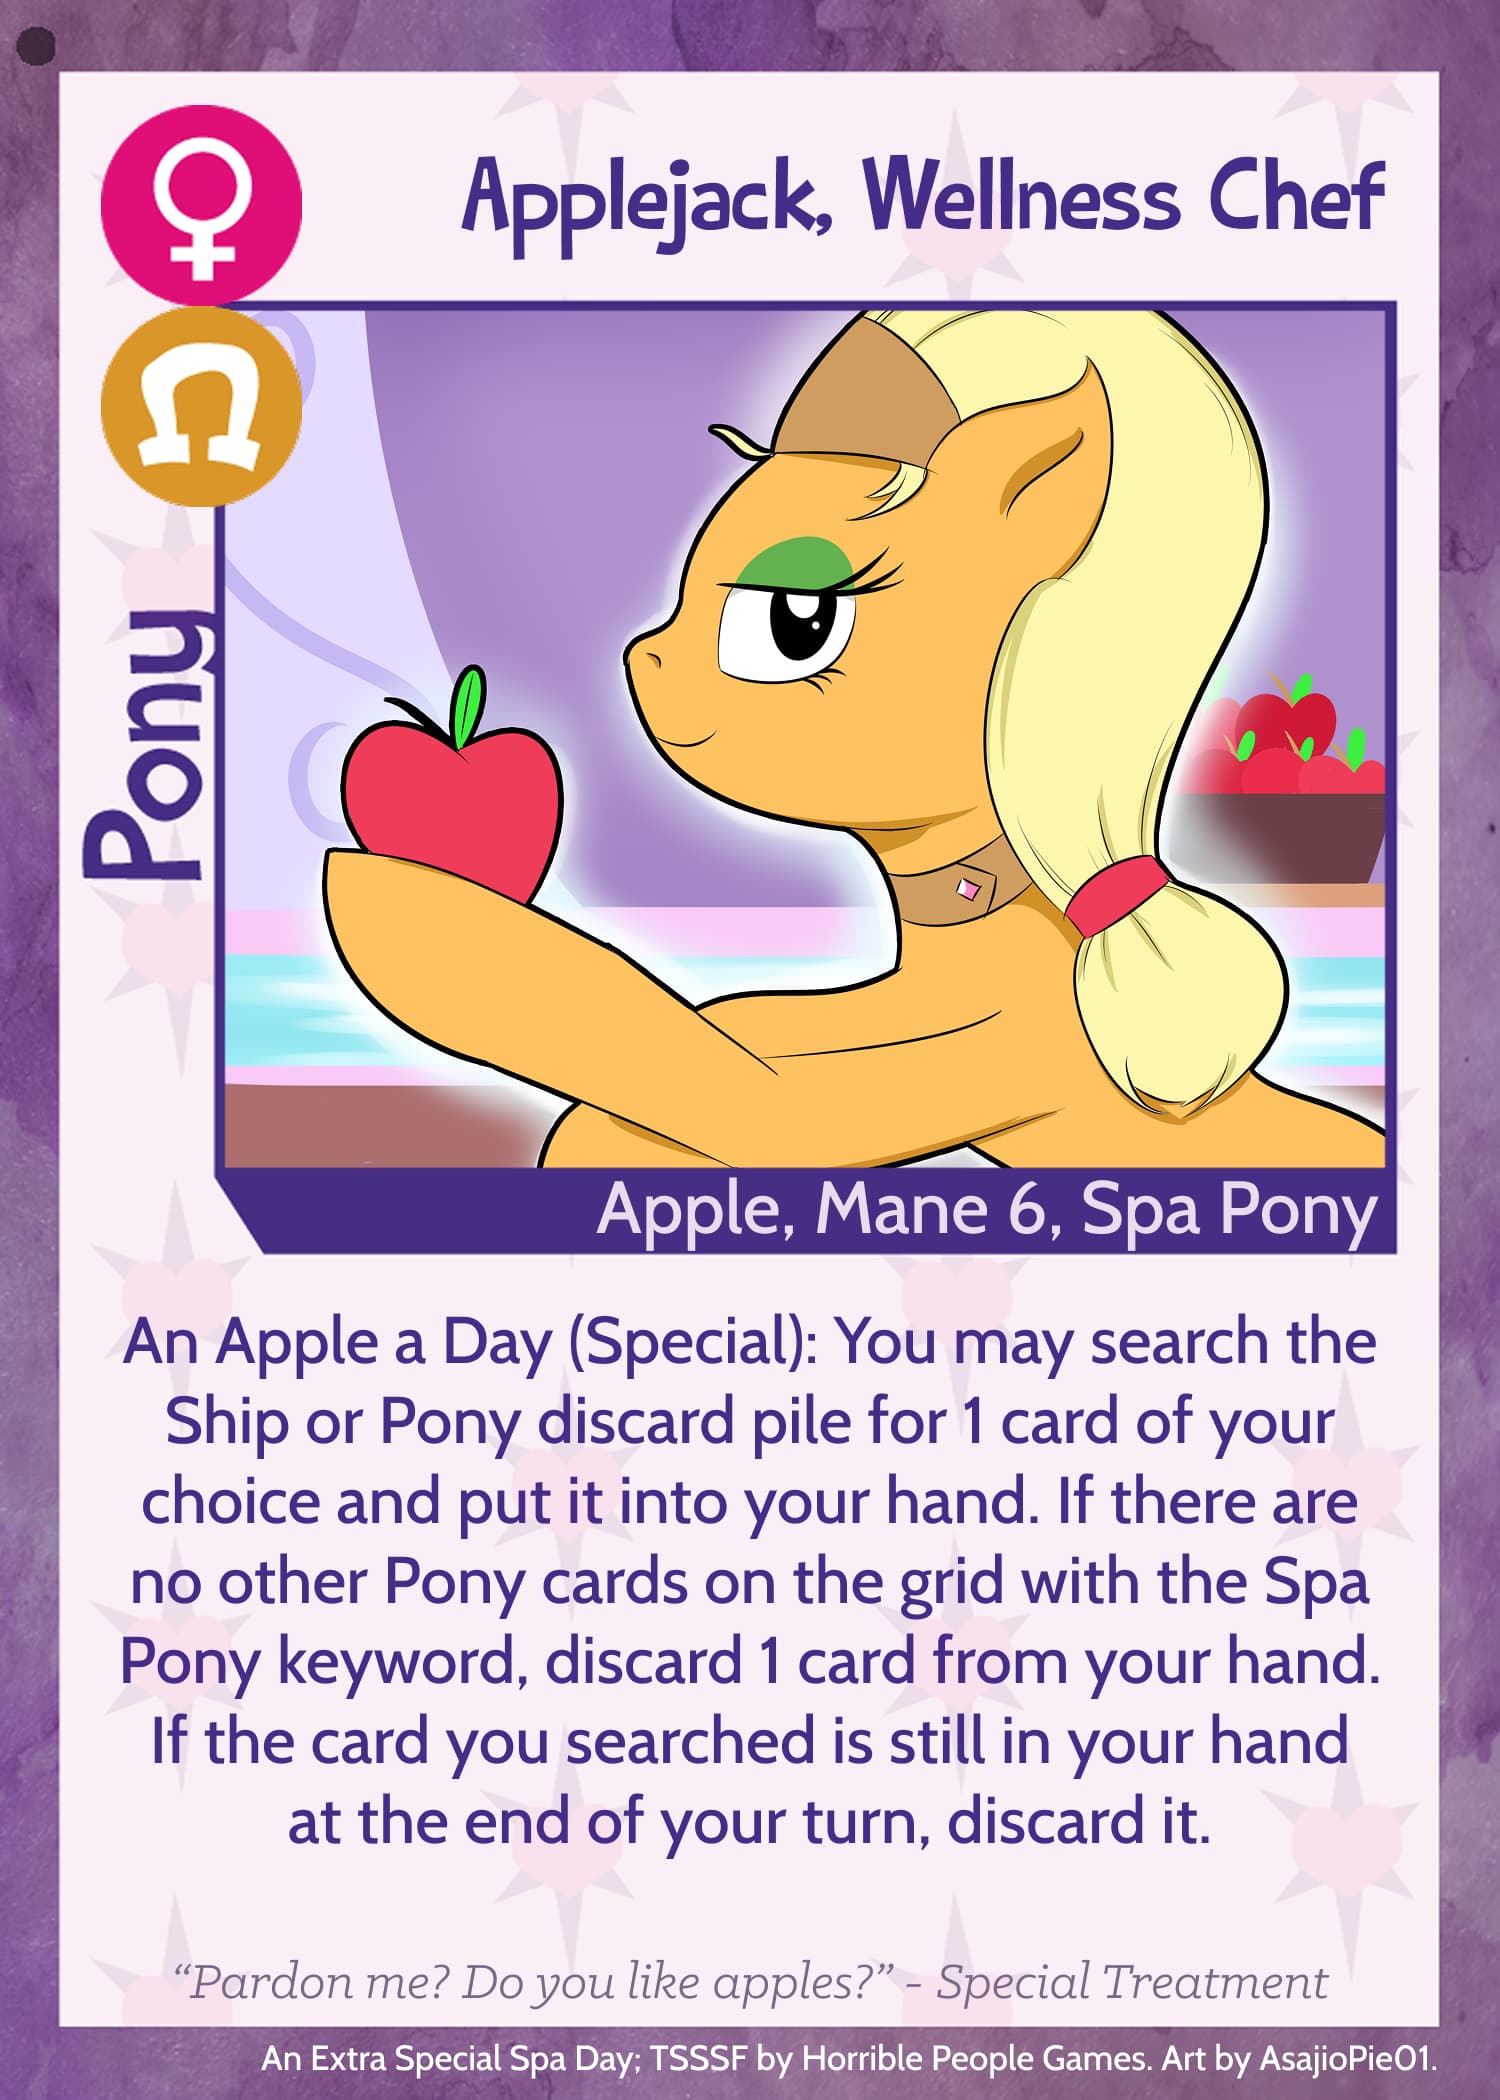 Applejack, Wellness Chef
Pony
Apple, Mane 6, Spa Pony
An Apple a Day (Special): You may search the
Ship or Pony discard pile for 1 card of your
choice and put it into your hand. If there are
no other Pony cards on the grid with the Spa
Pony keyword, discard 1 card from your hand.
If the card you searched is still in your hand
at the end of your turn, discard it.
“Pardon me? Do you like apples?” - Special Treatment
An Extra Special Spa Day; TSSSF by Horrible People Games. Art by AsajioPie01.